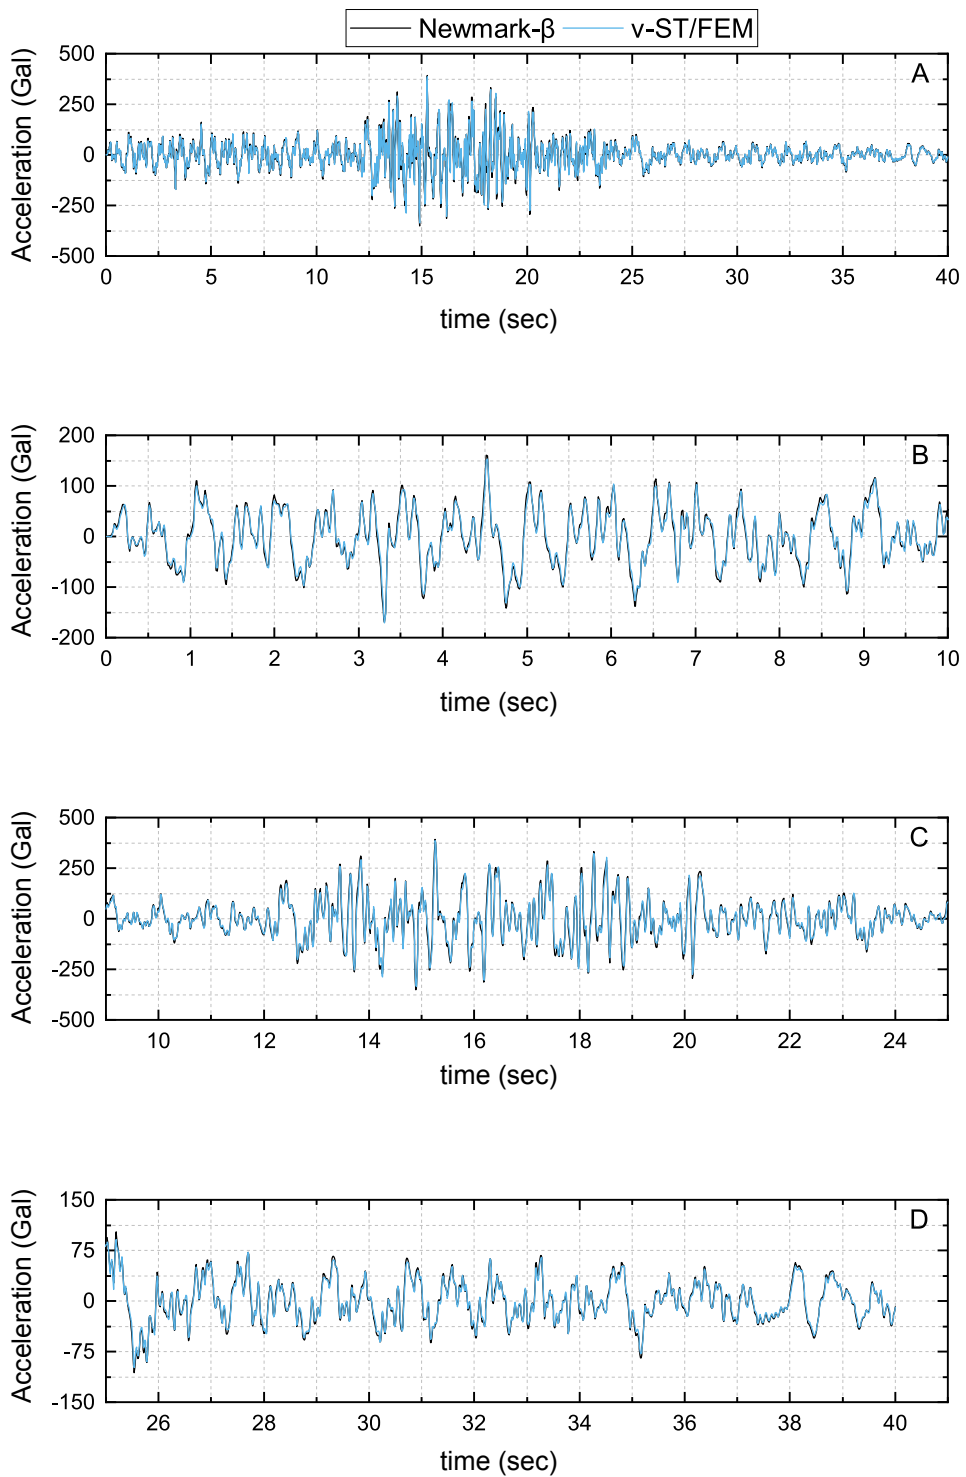 Newmark-β v-ST/FEM
A
Acceleration (Gal)
500
250
0
-250
-500
0 5 10 15 20 25 30 35 40
time (sec)
B
Acceleration (Gal)
200
100
0
-100
-200
0 1 2 3 4 5 6 7 8 9 10
time (sec)
C
Acceleration (Gal)
500
250
0
-250
-500
10 12 14 16 18 20 22 24
time (sec)
D
Acceleration (Gal)
150
75
0
-75
-150
26 28 30 32 34 36 38 40
time (sec)